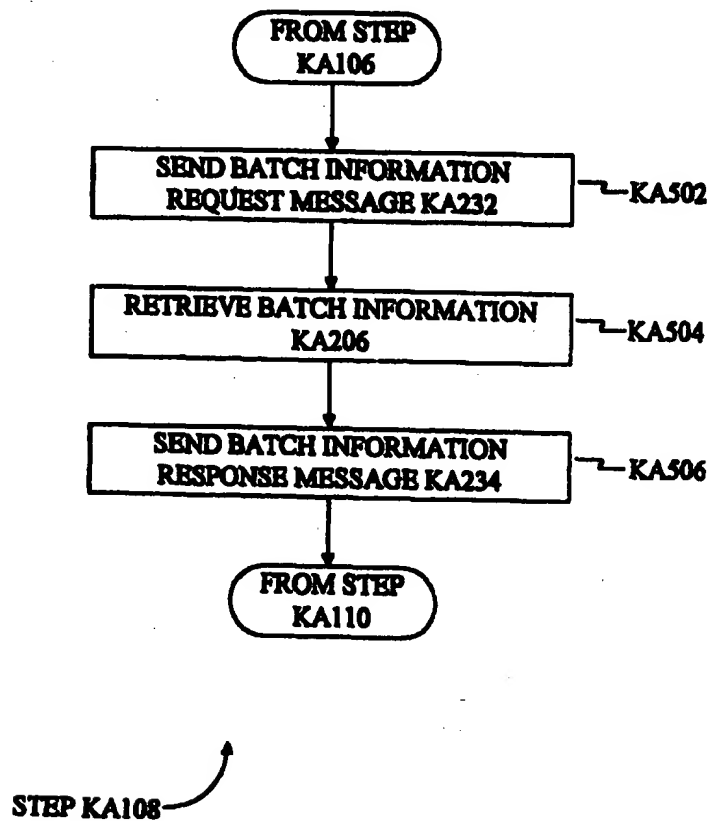 FROM STEP
KA106
SEND BATCH INFORMATION
REQUEST MESSAGE KA232
KA502
RETRIEVE BATCH INFORMATION
KA206
KA504
SEND BATCH INFORMATION
RESPONSE MESSAGE KA234
KA506
FROM STEP
KA110
STEP KA108